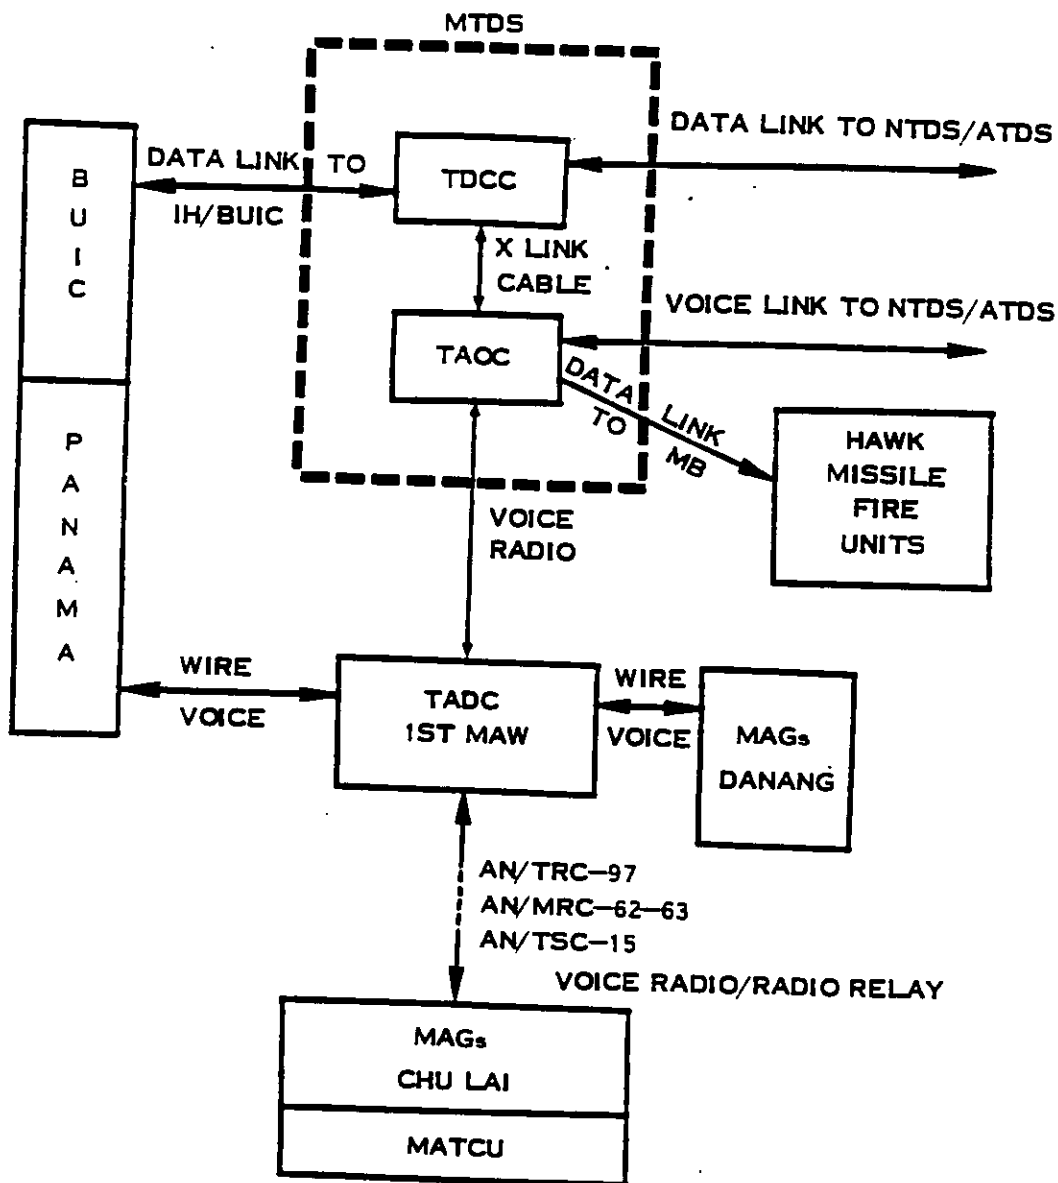 MTDS
BUIC
DATA LINK TO
IH/BUIC
TDCC
DATA LINK TO NTDS/ATDS
X LINK
CABLE
VOICE LINK TO NTDS/ATDS
TAOC
DATA LINK
TO MB
PANAMA
HAWK
MISSILE
FIRE
UNITS
VOICE
RADIO
WIRE
VOICE
TADC
1ST MAW
WIRE
VOICE
MAGs
DANANG
AN/TRC-97
AN/MRC-62-63
AN/TSC-15
VOICE RADIO/RADIO RELAY
MAGs
CHU LAI
MATCU